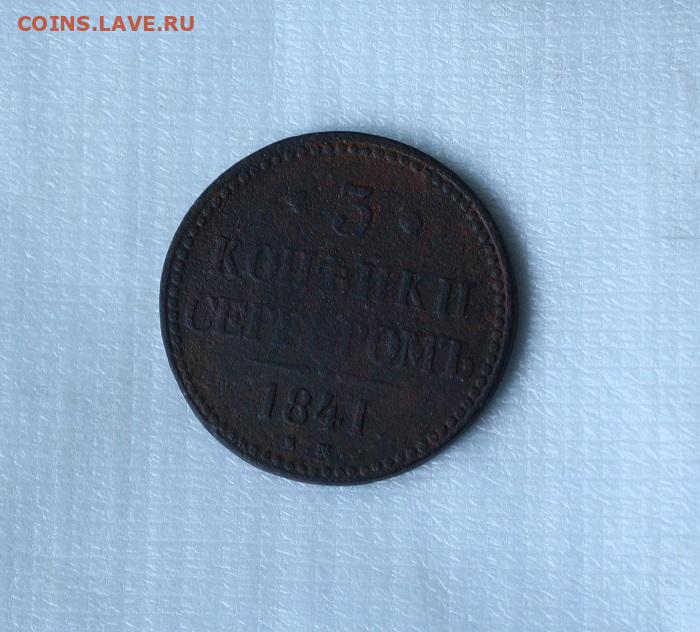 COINS.LAVE.RU
· 3 ·
КОПѢЙКИ
СЕРЕБРОМЪ.
1841